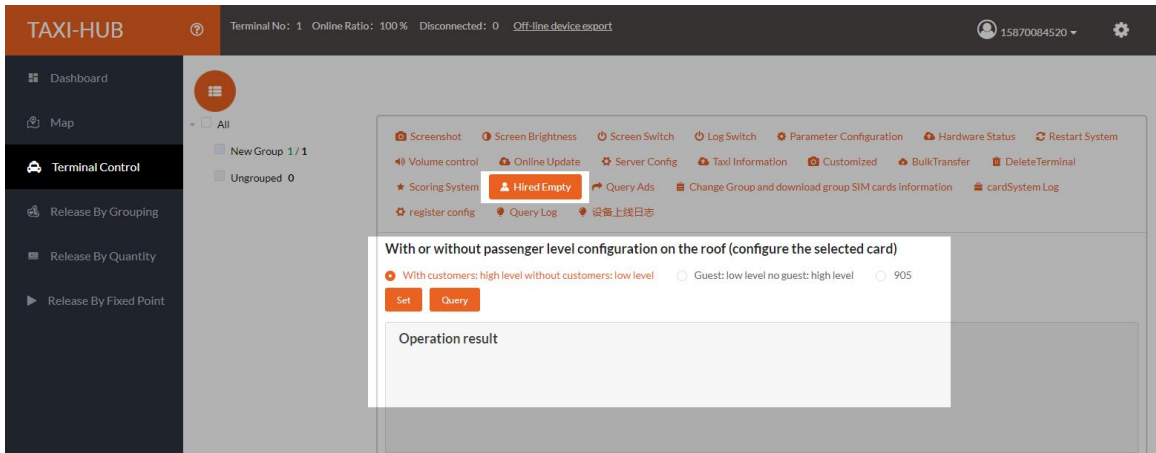 TAXI-HUB
Terminal No: 1 Online Ratio: 100 % Disconnected: 0 Off-line device export
15870084520
Dashboard
Map
Terminal Control
Release By Grouping
Release By Quantity
Release By Fixed Point
All
New Group 1/1
Ungrouped 0
Screenshot Screen Brightness Screen Switch Log Switch Parameter Configuration Hardware Status Restart System
Volume control Online Update Server Config Taxi Information Customized BulkTransfer DeleteTerminal
Scoring System Hired Empty Query Ads Change Group and download group SIM cards information cardSystem Log
register config Query Log 设备上线日志
With or without passenger level configuration on the roof (configure the selected card)
With customers: high level without customers: low level Guest: low level no guest: high level 905
Set Query
Operation result